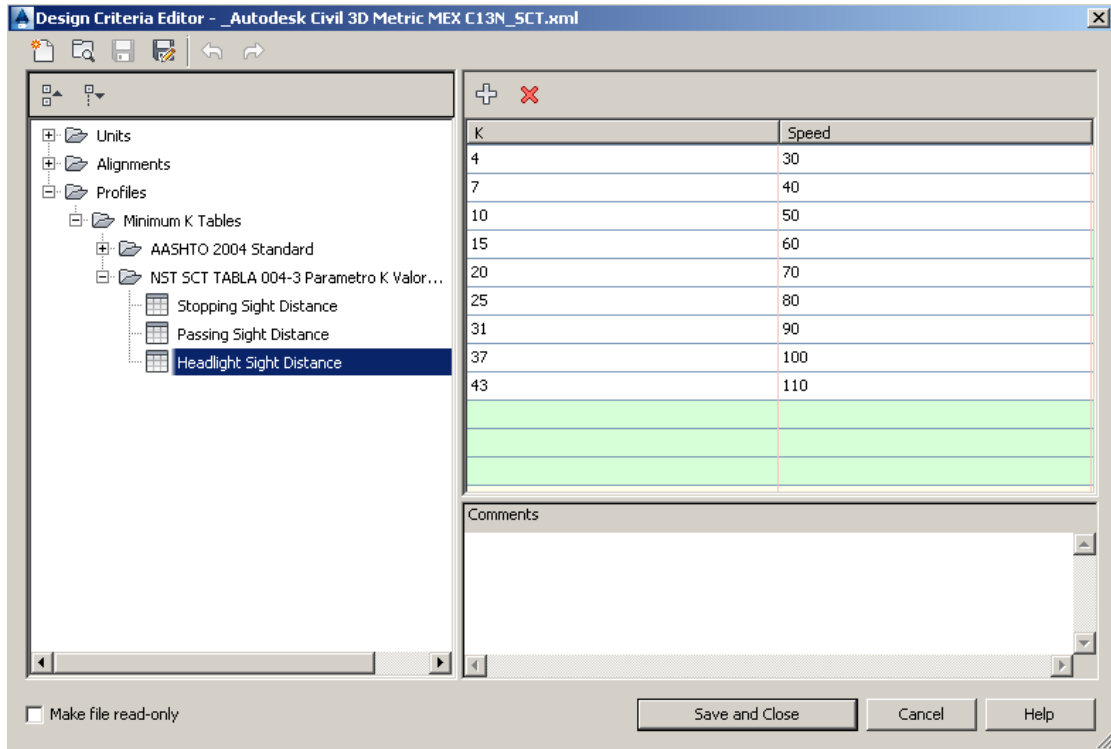 Design Criteria Editor - _Autodesk Civil 3D Metric MEX C13N_SCT.xml
Units
Alignments
Profiles
Minimum K Tables
AASHTO 2004 Standard
NST SCT TABLA 004-3 Parametro K Valor...
Stopping Sight Distance
Passing Sight Distance
Headlight Sight Distance
K Speed
4 30
7 40
10 50
15 60
20 70
25 80
31 90
37 100
43 110
Comments
Make file read-only
Save and Close
Cancel
Help